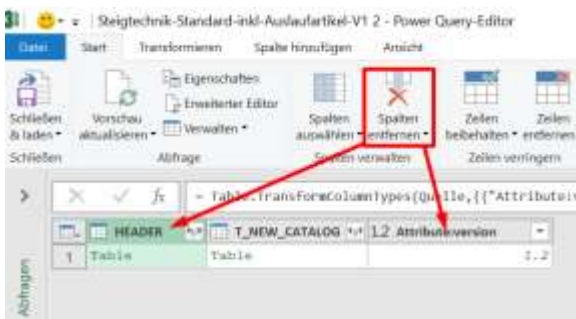 Steigtechnik-Standard-inkl-Auslaufartikel-V1 2 - Power Query-Editor
Datei Start Transformieren Spalte hinzufügen Ansicht
Schließen & laden
Vorschau aktualisieren
Eigenschaften
Erweiterter Editor
Verwalten
Spalten auswählen
Spalten entfernen
Zeilen beibehalten
Zeilen entfernen
Schließen Abfrage Spalten verwalten Zeilen verringern
fx = Table.TransformColumnTypes(Quelle,{{"Attribute:v
HEADER T_NEW_CATALOG 1.2 Attribute:version
1 Table Table 1.2
Abfragen